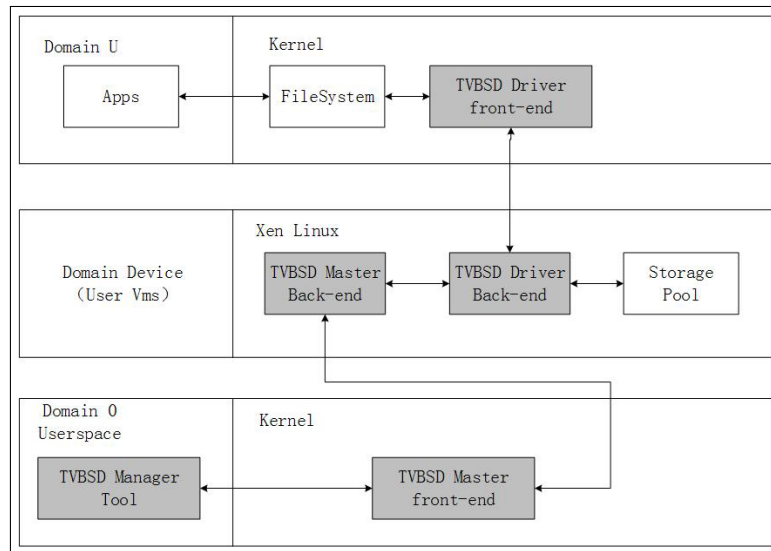 Domain U
Kernel
Apps
FileSystem
TVBSD Driver
front-end
Xen Linux
Domain Device
(User Vms)
TVBSD Master
Back-end
TVBSD Driver
Back-end
Storage
Pool
Domain 0
Userspace
Kernel
TVBSD Manager
Tool
TVBSD Master
front-end